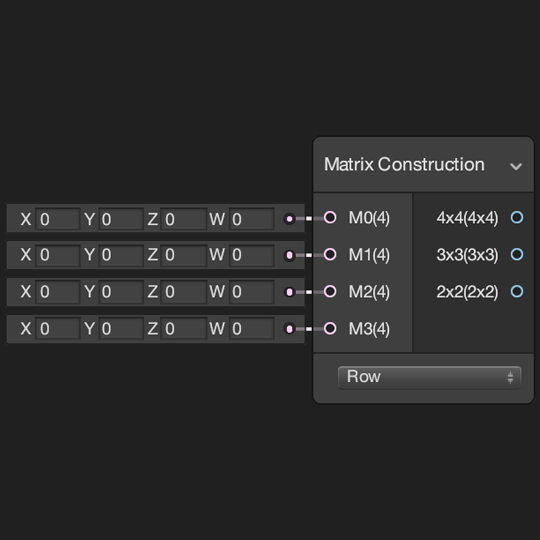 Matrix Construction
X 0 Y 0 Z 0 W 0 M0(4) 4x4(4x4)
X 0 Y 0 Z 0 W 0 M1(4) 3x3(3x3)
X 0 Y 0 Z 0 W 0 M2(4) 2x2(2x2)
X 0 Y 0 Z 0 W 0 M3(4)
Row